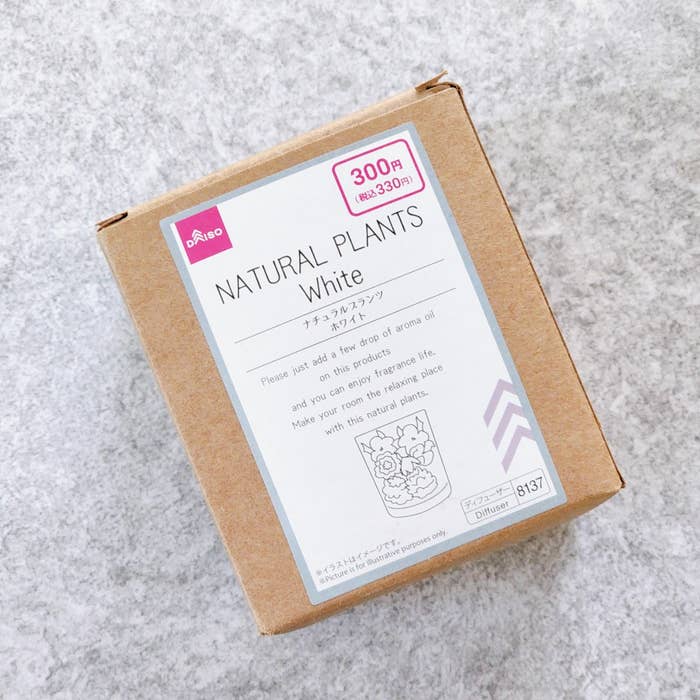 300円
(税込330円)
DAISO
NATURAL PLANTS
White
ナチュラルプランツ
ホワイト
Please just add a few drop of aroma oil
on this products
and you can enjoy fragrance life.
Make your room the relaxing place
with this natural plants.
ディフューザー
Diffuser
8137
※イラストはイメージです。
※Picture is for illustrative purposes only.